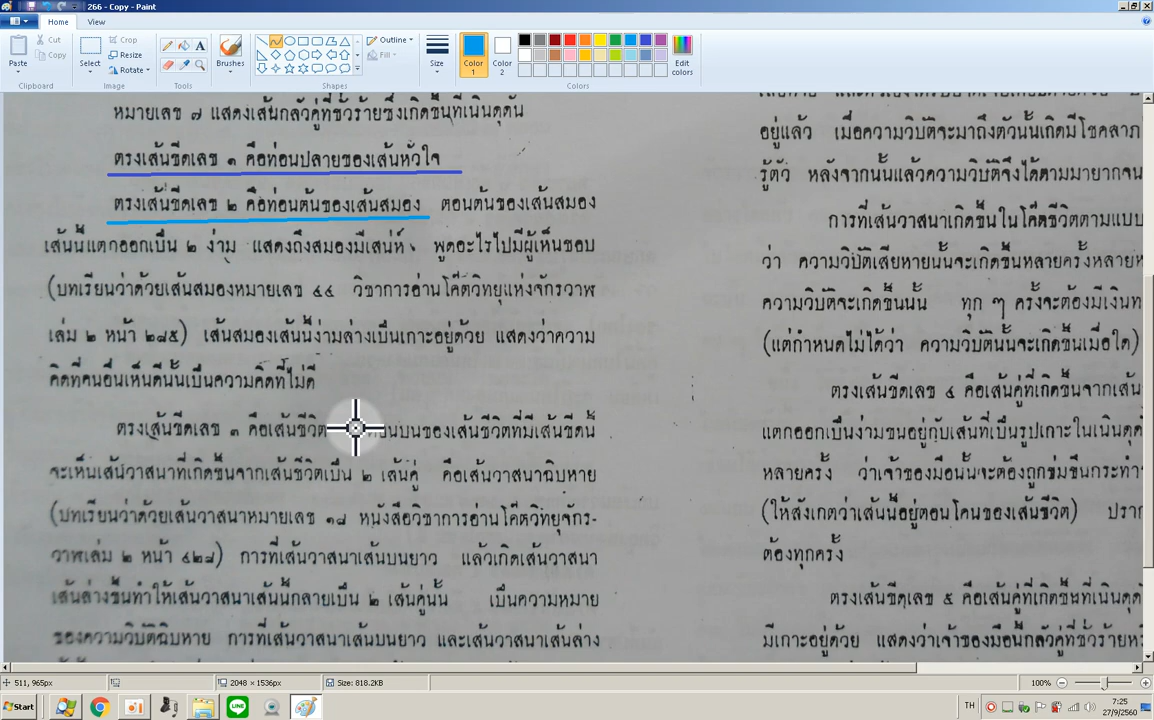 266 - Copy - Paint
Home
View
Paste
Cut
Copy
Clipboard
Select
Crop
Resize
Rotate
Image
Tools
Brushes
Shapes
Outline
Fill
Size
Color 1
Color 2
Edit colors
Colors
หมายเลข ๗ แสดงเส้นกลัวคู่ที่ชั่วร้ายซึ่งเกิดขึ้นที่เนินดุดัน
ตรงเส้นขีดเลข ๑ คือท่อนปลายของเส้นหัวใจ
ตรงเส้นขีดเลข ๒ คือท่อนต้นของเส้นสมอง ตอนต้นของเส้นสมอง
เส้นนี้แตกออกเป็น ๒ ง่าม แสดงถึงสมองมีเสน่ห์ พูดอะไรไปมีผู้เห็นชอบ
(บทเรียนว่าด้วยเส้นสมองหมายเลข ๔๔ วิชาการอ่านโค๊ตวิทยุแห่งจักรวาฬ
เล่ม ๒ หน้า ๒๘๕) เส้นสมองเส้นนี้ง่ามล่างเป็นเกาะอยู่ด้วย แสดงว่าความ
คิดที่คนอื่นเห็นดีนั้นเป็นความคิดที่ไม่ดี
ตรงเส้นขีดเลข ๓ คือเส้นชีวิต ตอนบนของเส้นชีวิตที่มีเส้นขีดนี้
จะเห็นเส้นวาสนาที่เกิดขึ้นจากเส้นชีวิตเป็น ๒ เส้นคู่ คือเส้นวาสนาฉิบหาย
(บทเรียนว่าด้วยเส้นวาสนาหมายเลข ๑๘ หนังสือวิชาการอ่านโค๊ตวิทยุจักร-
วาฬเล่ม ๒ หน้า ๔๒๘) การที่เส้นวาสนาเส้นบนยาว แล้วเกิดเส้นวาสนา
เส้นล่างขึ้นทำให้เส้นวาสนาเส้นนี้กลายเป็น ๒ เส้นคู่นั้น เป็นความหมาย
ของความวิบัติฉิบหาย การที่เส้นวาสนาเส้นบนยาว และเส้นวาสนาเส้นล่าง
อยู่แล้ว เมื่อความวิบัติจะมาถึงตัวนั้นเกิดมีโชคลาภ
รู้ตัว หลังจากนั้นแล้วความวิบัติจึงได้ตามมายากจน
การที่เส้นวาสนาเกิดขึ้นในโค๊ตชีวิตตามแบบ
ว่า ความวิบัติเสียหายนั้นจะเกิดขึ้นหลายครั้งหลายห
ความวิบัติจะเกิดขึ้นนั้น ทุก ๆ ครั้งจะต้องมีเงินท
(แต่กำหนดไม่ได้ว่า ความวิบัตินั้นจะเกิดขึ้นเมื่อใด)
ตรงเส้นขีดเลข ๔ คือเส้นคู่ที่เกิดขึ้นจากเส้น
แตกออกเป็นง่ามชนอยู่กับเส้นที่เป็นรูปเกาะในเนินดุดั
หลายครั้ง ว่าเจ้าของมือนั้นจะต้องถูกข่มขืนกระทำ
(ให้สังเกตว่าเส้นนี้อยู่ตอนโคนของเส้นชีวิต) ปราก
ต้องทุกครั้ง
ตรงเส้นขีดเลข ๕ คือเส้นคู่ที่เกิดขึ้นที่เนินดุดั
มีเกาะอยู่ด้วย แสดงว่าเจ้าของมือนี้กลัวคู่ที่ชั่วร้ายหร
511, 965px
2048 × 1536px
Size: 818.2KB
100%
Start
LINE
TH
7:25
27/9/2560